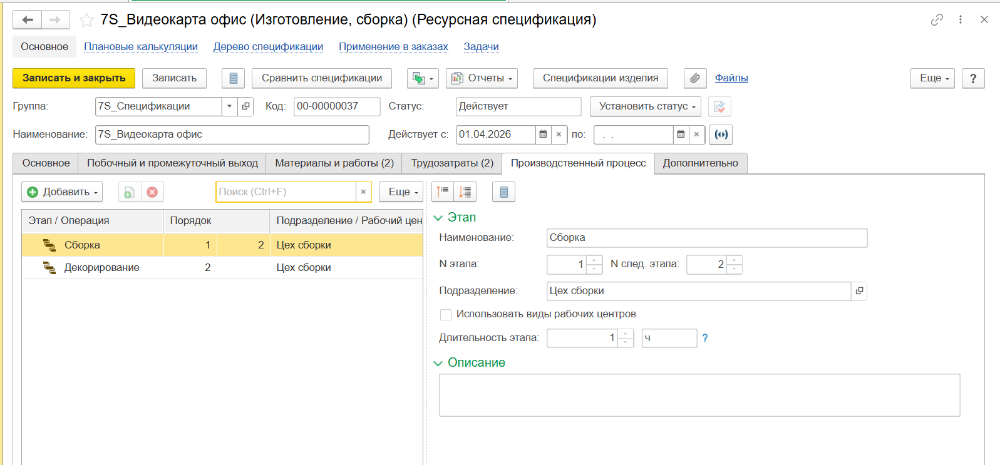 7S_Видеокарта офис (Изготовление, сборка) (Ресурсная спецификация)
Основное Плановые калькуляции Дерево спецификации Применение в заказах Задачи
Записать и закрыть Записать Сравнить спецификации Отчеты Спецификации изделия Файлы Еще ?
Группа: 7S_Спецификации Код: 00-00000037 Статус: Действует Установить статус
Наименование: 7S_Видеокарта офис Действует с: 01.04.2026 по: . .
Основное Побочный и промежуточный выход Материалы и работы (2) Трудозатраты (2) Производственный процесс Дополнительно
Добавить Поиск (Ctrl+F) × Еще
Этап / Операция Порядок Подразделение / Рабочий цен
Сборка 1 2 Цех сборки
Декорирование 2 Цех сборки
Этап
Наименование: Сборка
N этапа: 1 N след. этапа: 2
Подразделение: Цех сборки
Использовать виды рабочих центров
Длительность этапа: 1 ч ?
Описание